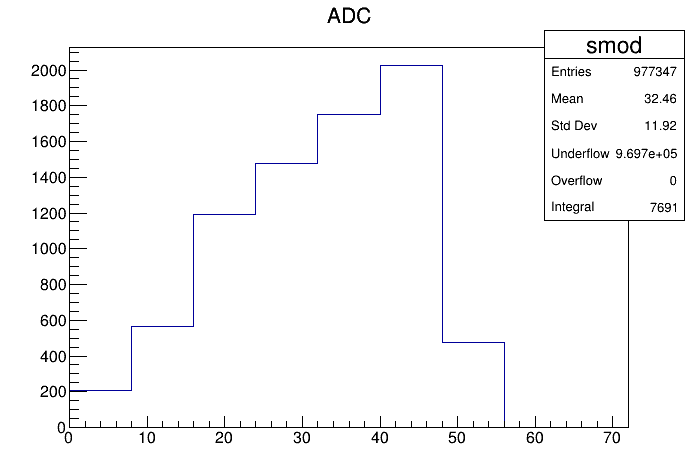 ADC
smod
Entries 977347
Mean 32.46
Std Dev 11.92
Underflow 9.697e+05
Overflow 0
Integral 7691
2000
1800
1600
1400
1200
1000
800
600
400
200
0
0 10 20 30 40 50 60 70